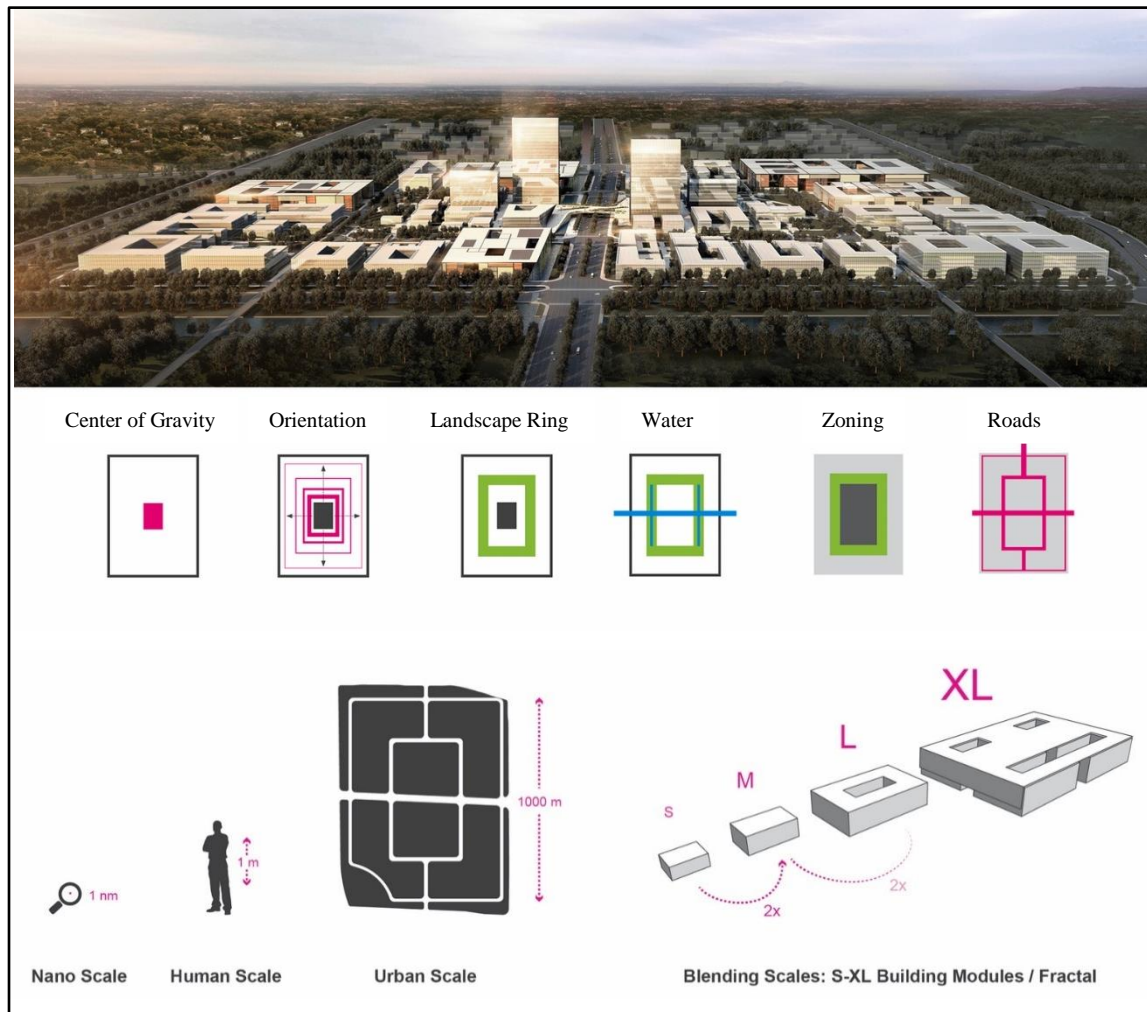 Center of Gravity
Orientation
Landscape Ring
Water
Zoning
Roads
XL
L
M
S
1000 m
1 m
1 nm
2x
2x
Nano Scale
Human Scale
Urban Scale
Blending Scales: S-XL Building Modules / Fractal